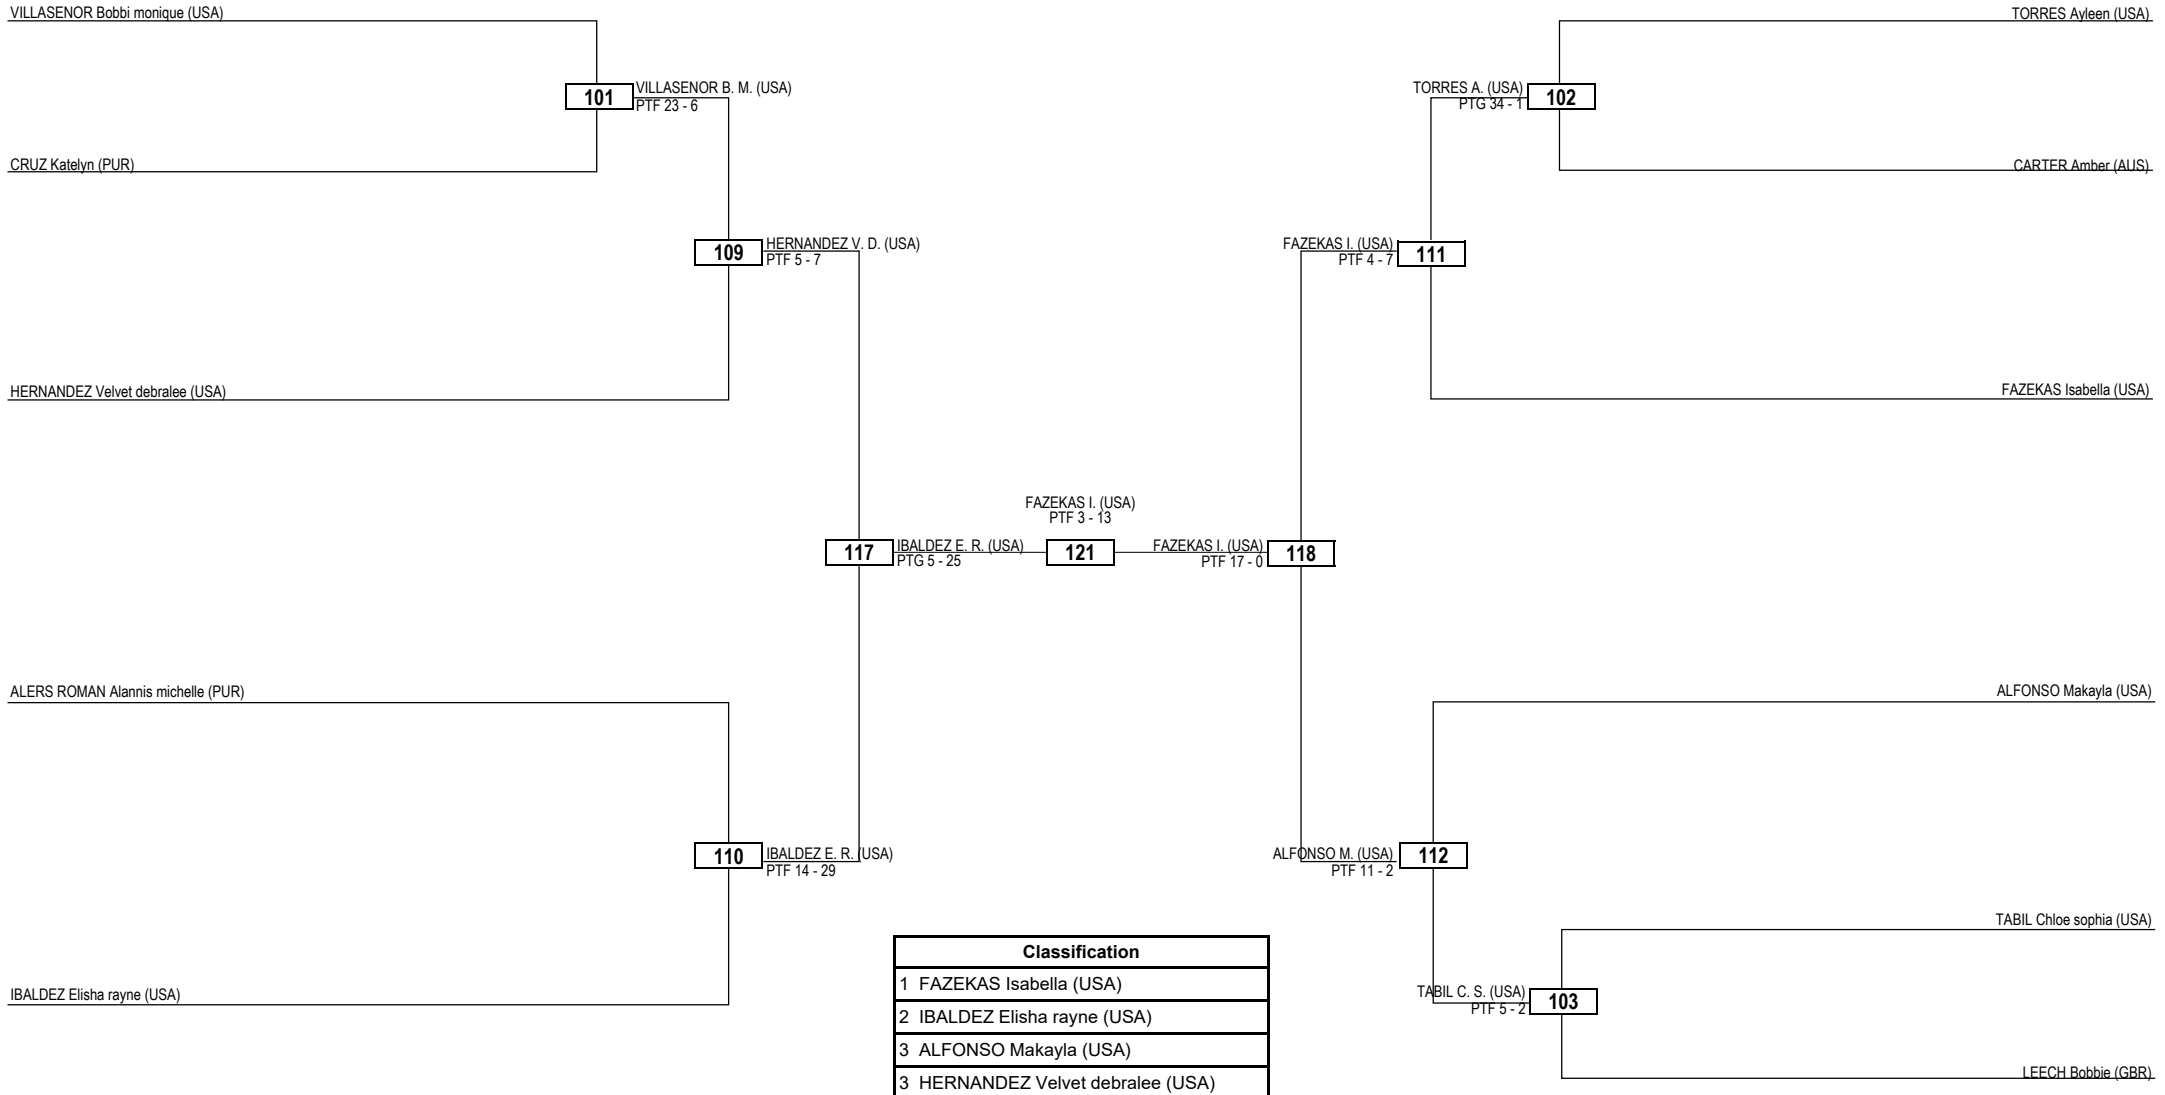 VILLASENOR Bobbi monique (USA)
TORRES Ayleen (USA)
101
VILLASENOR B. M. (USA)
PTF 23 - 6
TORRES A. (USA)
PTG 34 - 1
102
CRUZ Katelyn (PUR)
CARTER Amber (AUS)
109
HERNANDEZ V. D. (USA)
PTF 5 - 7
FAZEKAS I. (USA)
PTF 4 - 7
111
HERNANDEZ Velvet debralee (USA)
FAZEKAS Isabella (USA)
FAZEKAS I. (USA)
PTF 3 - 13
117
IBALDEZ E. R. (USA)
PTG 5 - 25
121
FAZEKAS I. (USA)
PTF 17 - 0
118
ALERS ROMAN Alannis michelle (PUR)
ALFONSO Makayla (USA)
110
IBALDEZ E. R. (USA)
PTF 14 - 29
ALFONSO M. (USA)
PTF 11 - 2
112
TABIL Chloe sophia (USA)
IBALDEZ Elisha rayne (USA)
TABIL C. S. (USA)
PTF 5 - 2
103
LEECH Bobbie (GBR)
Classification
1 FAZEKAS Isabella (USA)
2 IBALDEZ Elisha rayne (USA)
3 ALFONSO Makayla (USA)
3 HERNANDEZ Velvet debralee (USA)